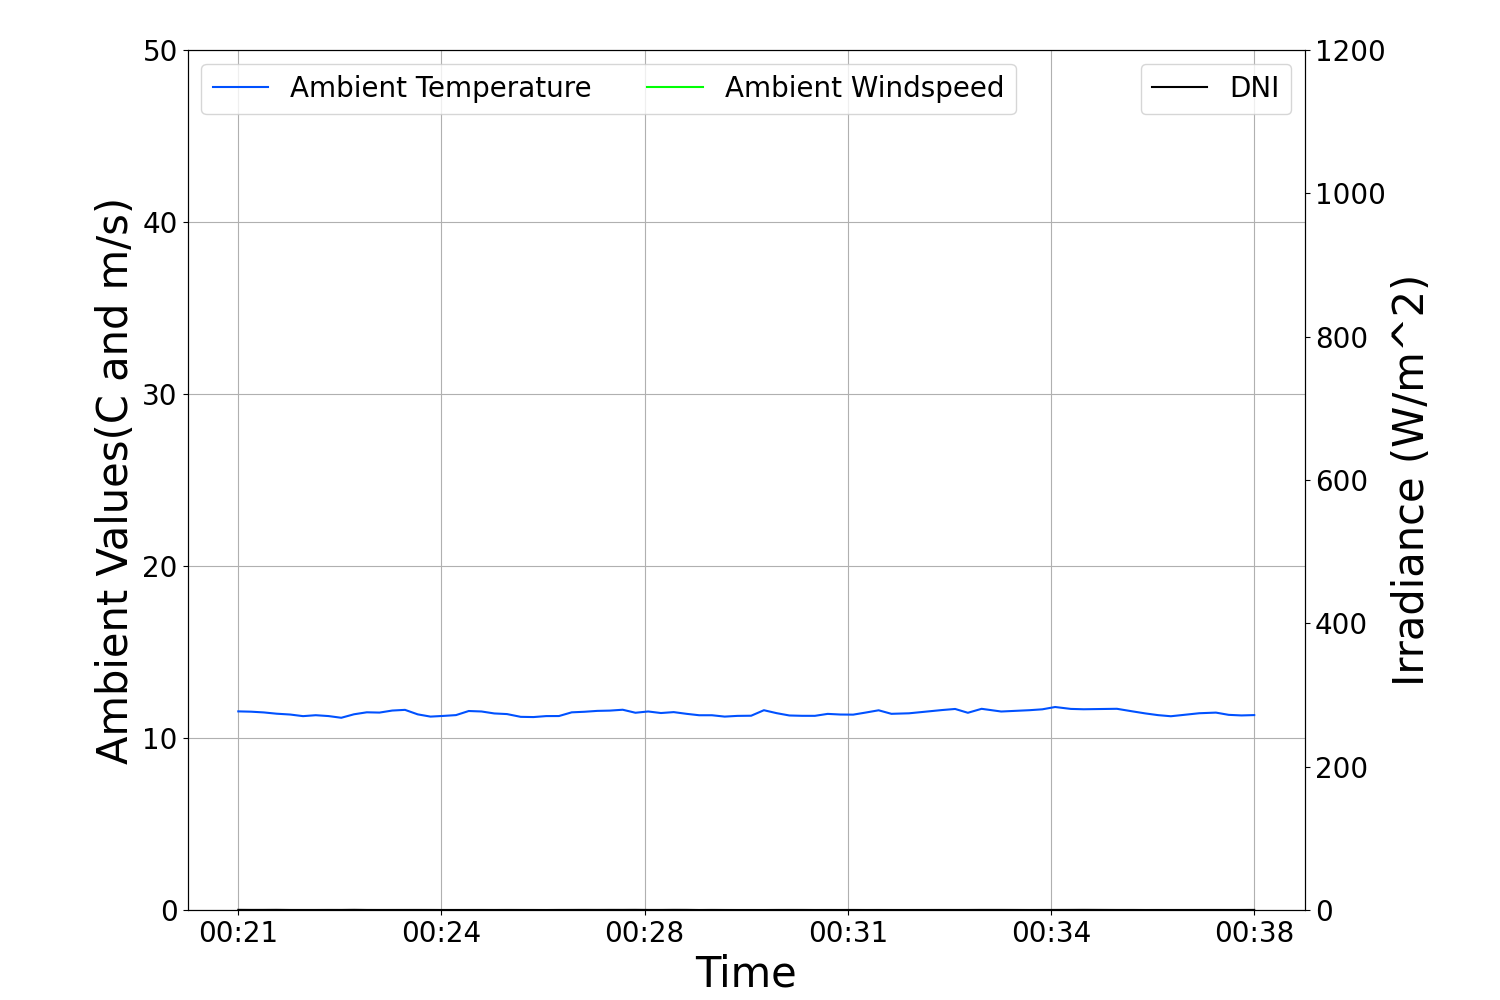 Ambient Temperature
Ambient Windspeed
DNI
Ambient Values(C and m/s)
50
40
30
20
10
0
1200
1000
800
600
400
200
0
Irradiance (W/m^2)
00:21 00:24 00:28 00:31 00:34 00:38
Time